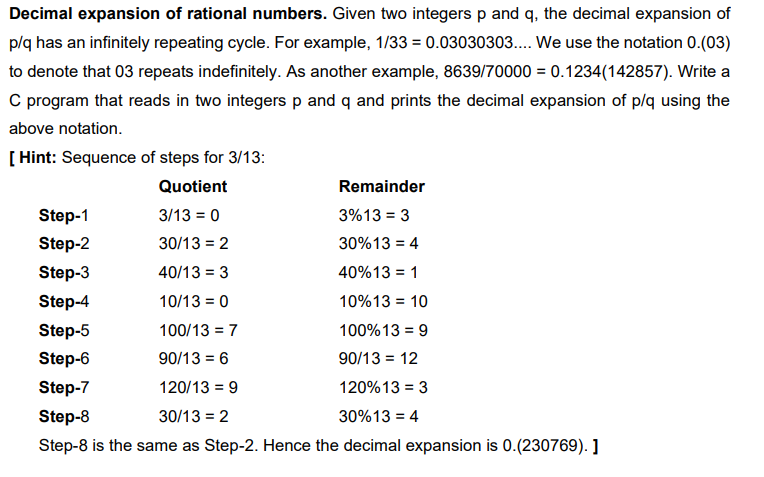 Decimal expansion of rational numbers. Given two integers p and q, the decimal expansion of
p/q has an infinitely repeating cycle. For example, 1/33 = 0.03030303.... We use the notation 0.(03)
to denote that 03 repeats indefinitely. As another example, 8639/70000 = 0.1234(142857). Write a
C program that reads in two integers p and q and prints the decimal expansion of p/q using the
above notation.
[ Hint: Sequence of steps for 3/13:
Quotient Remainder
Step-1 3/13 = 0 3%13 = 3
Step-2 30/13 = 2 30%13 = 4
Step-3 40/13 = 3 40%13 = 1
Step-4 10/13 = 0 10%13 = 10
Step-5 100/13 = 7 100%13 = 9
Step-6 90/13 = 6 90/13 = 12
Step-7 120/13 = 9 120%13 = 3
Step-8 30/13 = 2 30%13 = 4
Step-8 is the same as Step-2. Hence the decimal expansion is 0.(230769). ]